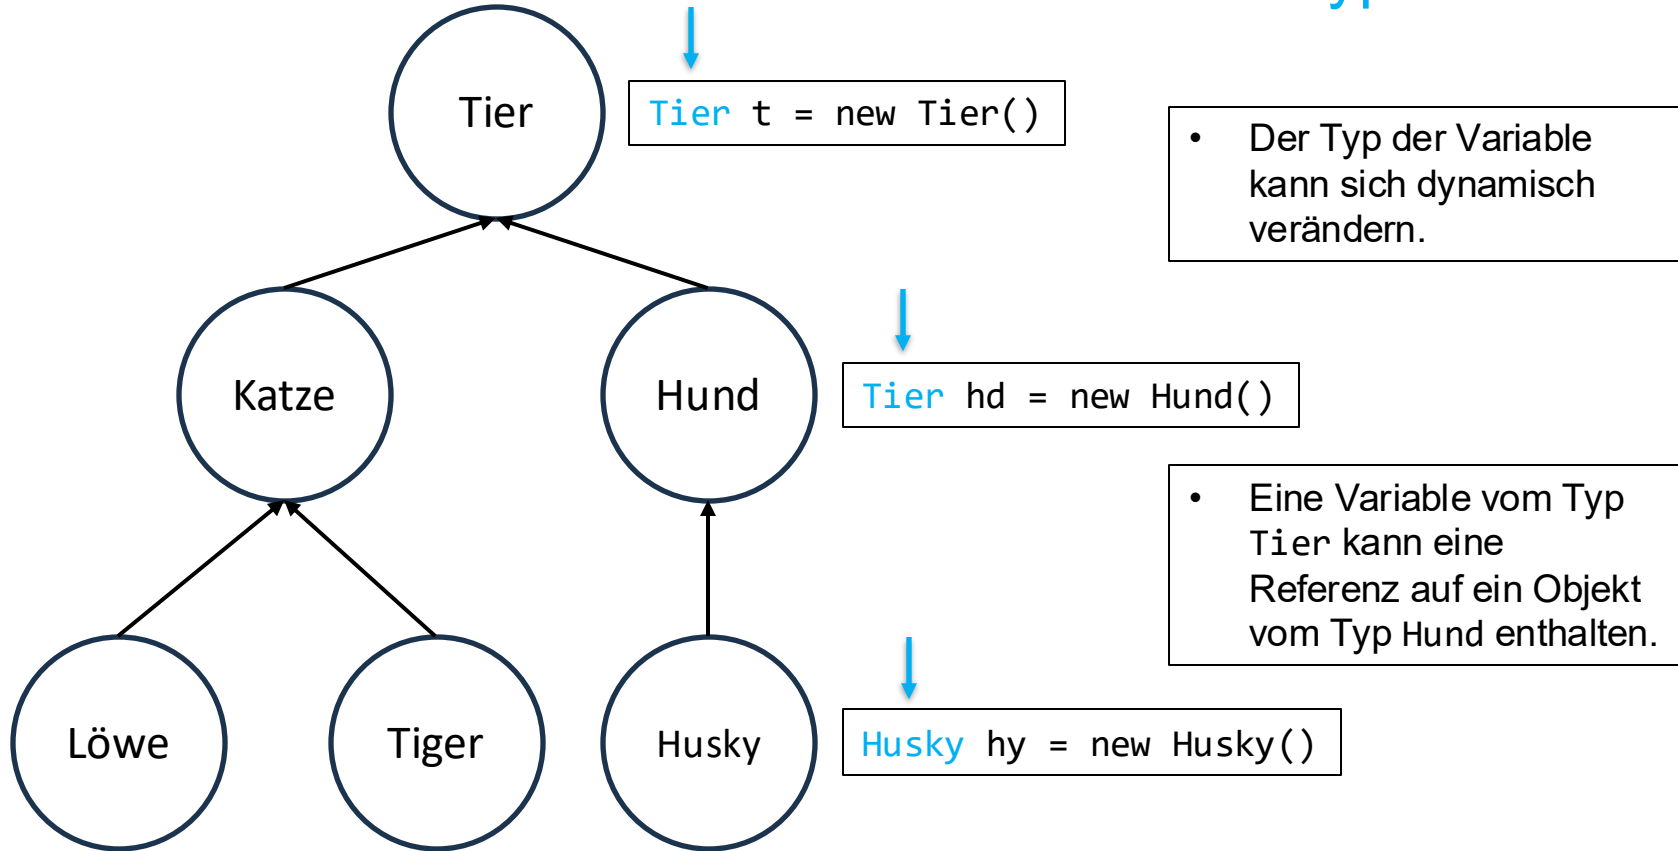 Tier
Tier t = new Tier()
• Der Typ der Variable
kann sich dynamisch
verändern.
Katze
Hund
Tier hd = new Hund()
• Eine Variable vom Typ
Tier kann eine
Referenz auf ein Objekt
vom Typ Hund enthalten.
Löwe
Tiger
Husky
Husky hy = new Husky()